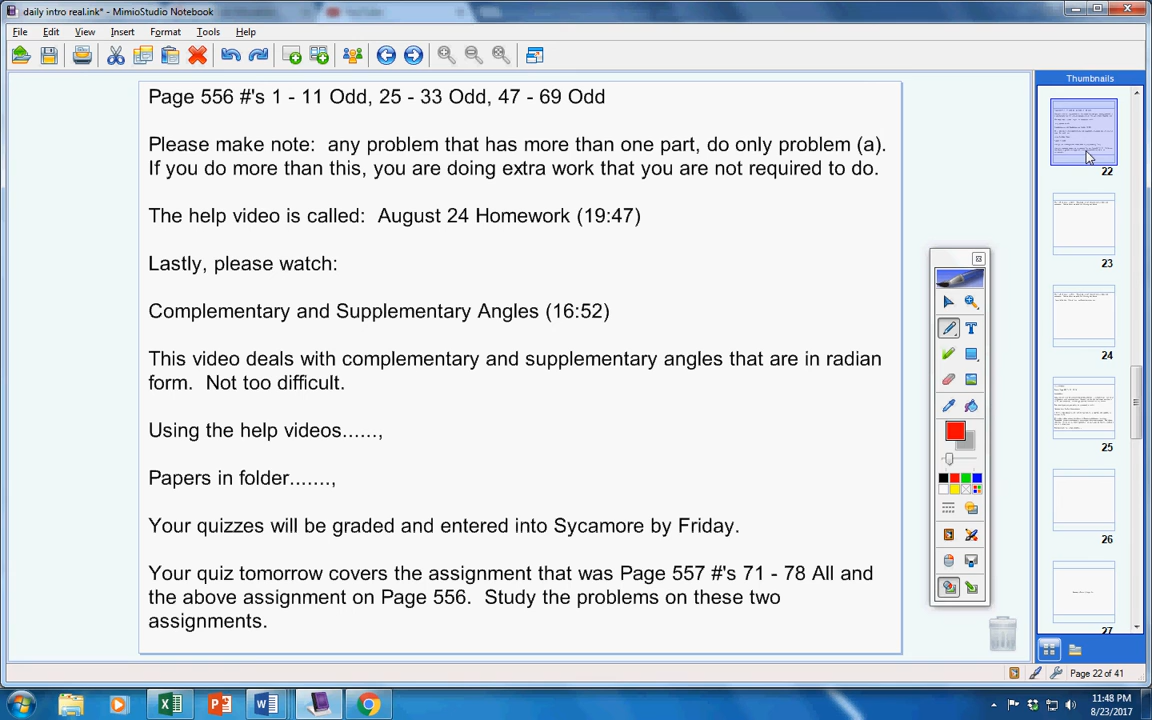 daily intro real.ink* - MimioStudio Notebook
File Edit View Insert Format Tools Help
Page 556 #'s 1 - 11 Odd, 25 - 33 Odd, 47 - 69 Odd
Please make note:  any problem that has more than one part, do only problem (a).
If you do more than this, you are doing extra work that you are not required to do.
The help video is called:  August 24 Homework (19:47)
Lastly, please watch:
Complementary and Supplementary Angles (16:52)
This video deals with complementary and supplementary angles that are in radian
form.  Not too difficult.
Using the help videos......,
Papers in folder.......,
Your quizzes will be graded and entered into Sycamore by Friday.
Your quiz tomorrow covers the assignment that was Page 557 #'s 71 - 78 All and
the above assignment on Page 556.  Study the problems on these two
assignments.
Thumbnails
22
23
24
25
26
27
Page 22 of 41
11:48 PM
8/23/2017